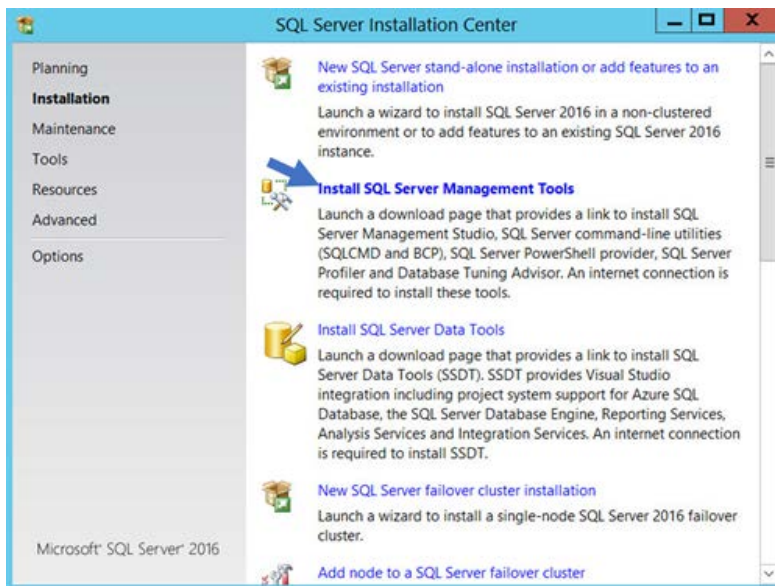 SQL Server Installation Center
Planning
Installation
Maintenance
Tools
Resources
Advanced
Options
Microsoft® SQL Server® 2016
New SQL Server stand-alone installation or add features to an
existing installation
Launch a wizard to install SQL Server 2016 in a non-clustered
environment or to add features to an existing SQL Server 2016
instance.
Install SQL Server Management Tools
Launch a download page that provides a link to install SQL
Server Management Studio, SQL Server command-line utilities
(SQLCMD and BCP), SQL Server PowerShell provider, SQL Server
Profiler and Database Tuning Advisor. An internet connection is
required to install these tools.
Install SQL Server Data Tools
Launch a download page that provides a link to install SQL
Server Data Tools (SSDT). SSDT provides Visual Studio
integration including project system support for Azure SQL
Database, the SQL Server Database Engine, Reporting Services,
Analysis Services and Integration Services. An internet connection
is required to install SSDT.
New SQL Server failover cluster installation
Launch a wizard to install a single-node SQL Server 2016 failover
cluster.
Add node to a SQL Server failover cluster